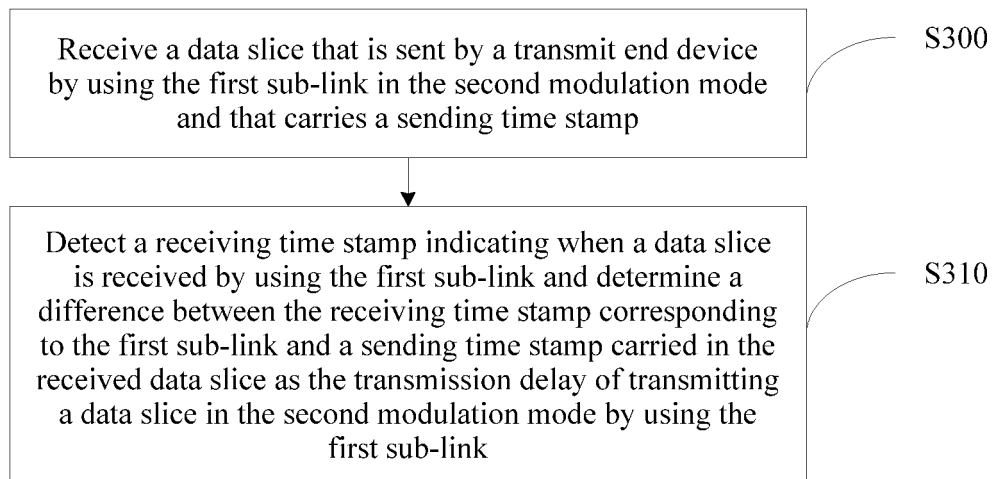 Receive a data slice that is sent by a transmit end device
by using the first sub-link in the second modulation mode
and that carries a sending time stamp
S300
Detect a receiving time stamp indicating when a data slice
is received by using the first sub-link and determine a
difference between the receiving time stamp corresponding
to the first sub-link and a sending time stamp carried in the
received data slice as the transmission delay of transmitting
a data slice in the second modulation mode by using the
first sub-link
S310